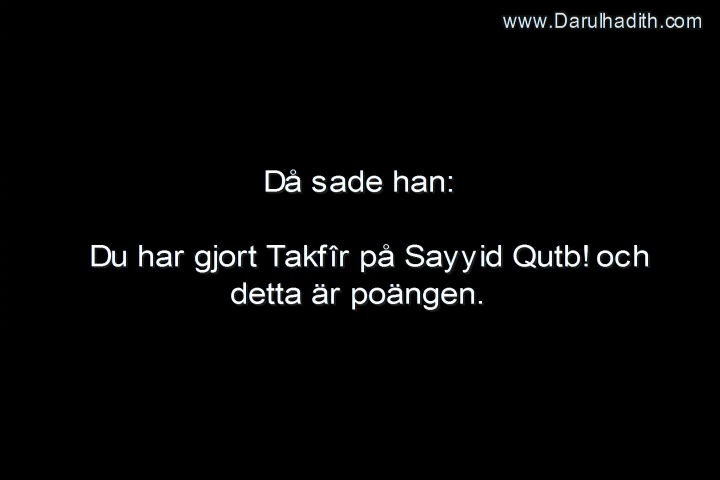 www.Darulhadith.com
Då sade han:
Du har gjort Takfîr på Sayyid Qutb! och
detta är poängen.